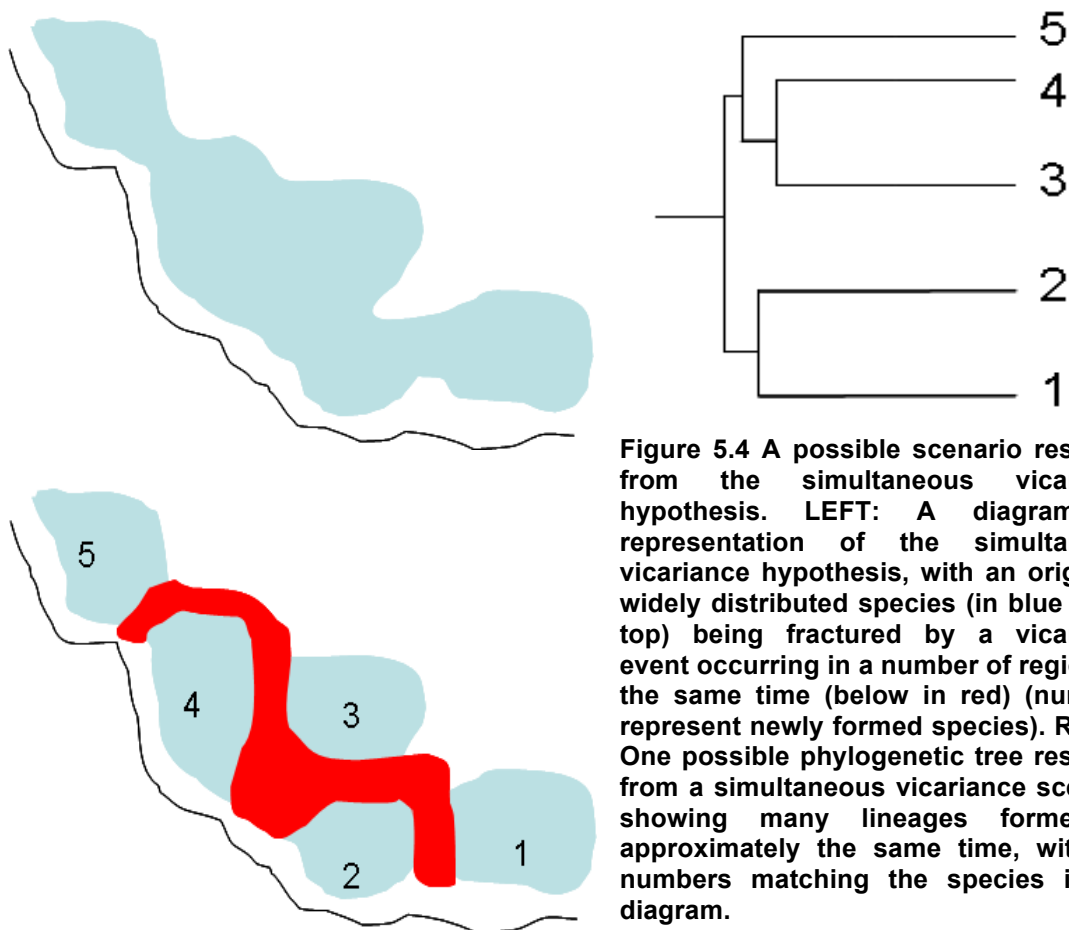 5
4
3
2
1
5
4
3
2
1
Figure 5.4 A possible scenario res
from the simultaneous vica
hypothesis. LEFT: A diagram
representation of the simulta
vicariance hypothesis, with an orig
widely distributed species (in blue
top) being fractured by a vica
event occurring in a number of regi
the same time (below in red) (nu
represent newly formed species). R
One possible phylogenetic tree res
from a simultaneous vicariance sce
showing many lineages forme
approximately the same time, wit
numbers matching the species i
diagram.